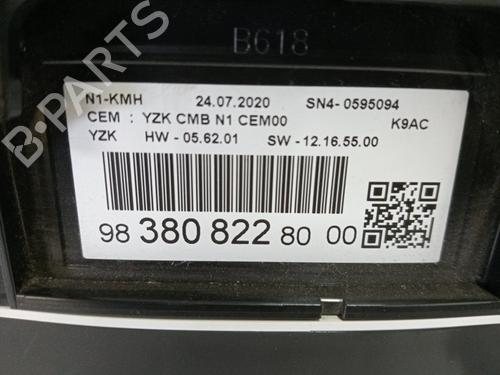 B618
N1-KMH 24.07.2020 SN4- 0595094
CEM : YZK CMB N1 CEM00 K9AC
YZK HW - 05.62.01 SW - 12.16.55.00
98 380 822 80 00
B-PARTS